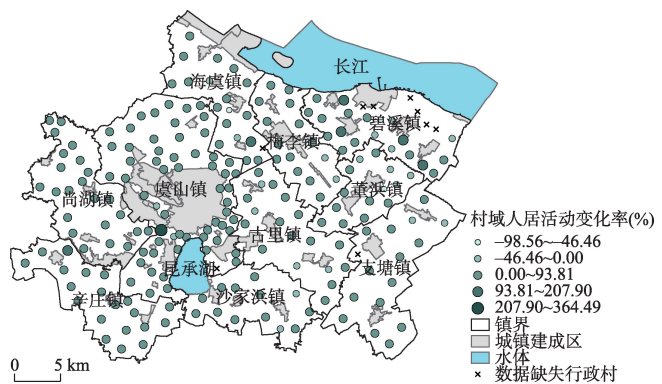 长江
海虞镇
碧溪镇
梅李镇
虞山镇
董浜镇
尚湖镇
古里镇
支塘镇
昆承湖
辛庄镇
沙家浜镇
村域人居活动变化率(%)
–98.56~–46.46
–46.46~0.00
0.00~93.81
93.81~207.90
207.90~364.49
镇界
城镇建成区
水体
数据缺失行政村
0 5 km